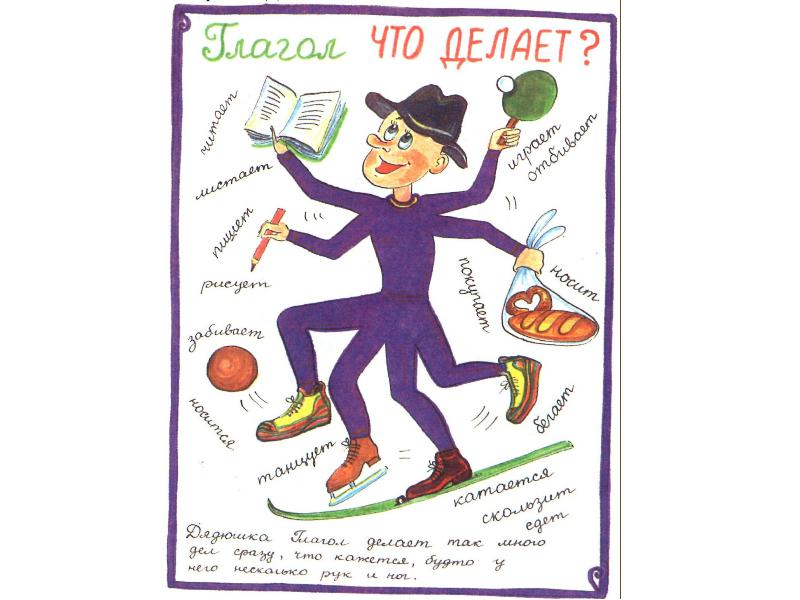 Глагол ЧТО ДЕЛАЕТ?
читает
листает
пишет
рисует
забивает
носится
танцует
играет
отбивает
покупает
носит
бегает
катается
скользит
едет
Дядюшка Глагол делает так много
дел сразу, что кажется, будто у
него несколько рук и ног.